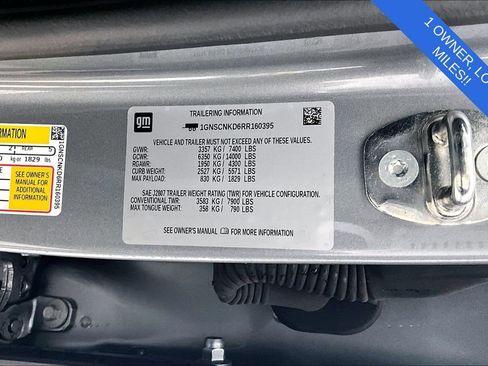 1 OWNER, LO
MILES!!
gm
TRAILERING INFORMATION
1GNSCNKD6RR160395
VEHICLE AND TRAILER MUST NOT EXCEED ANY OF THESE VALUES:
GVWR: 3357 KG / 7400 LBS
GCWR: 6350 KG / 14000 LBS
RGAWR: 1950 KG / 4300 LBS
CURB WEIGHT: 2527 KG / 5571 LBS
MAX PAYLOAD: 830 KG / 1829 LBS
SAE J2807 TRAILER WEIGHT RATING (TWR) FOR VEHICLE CONFIGURATION.
CONVENTIONAL TWR: 3583 KG / 7900 LBS
MAX TONGUE WEIGHT: 358 KG / 790 LBS
SEE OWNER'S MANUAL FOR MORE INFORMATION
kg or 1829 lbs
SEE OWNER'S
MANUAL FOR
ADDITIONAL
INFORMATION
1GNSCNKD6RR160395